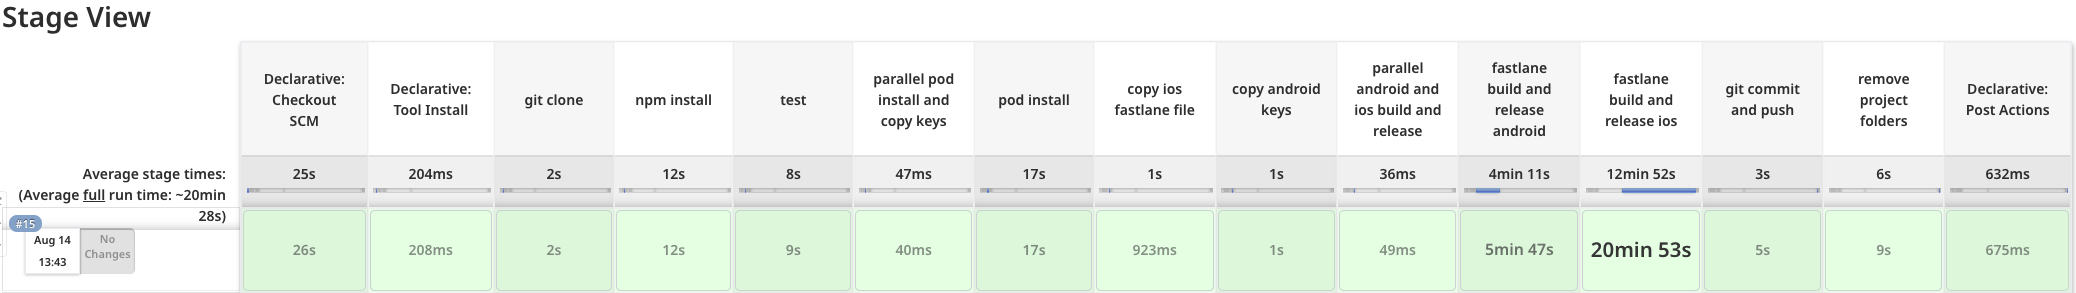 Stage View
Declarative:
Checkout
SCM
Declarative:
Tool Install
git clone
npm install
test
parallel pod
install and
copy keys
pod install
copy ios
fastlane file
copy android
keys
parallel
android and
ios build and
release
fastlane
build and
release
android
fastlane
build and
release ios
git commit
and push
remove
project
folders
Declarative:
Post Actions
Average stage times:
(Average full run time: ~20min
28s)
25s
204ms
2s
12s
8s
47ms
17s
1s
1s
36ms
4min 11s
12min 52s
3s
6s
632ms
#15
Aug 14
13:43
No
Changes
26s
208ms
2s
12s
9s
40ms
17s
923ms
1s
49ms
5min 47s
20min 53s
5s
9s
675ms